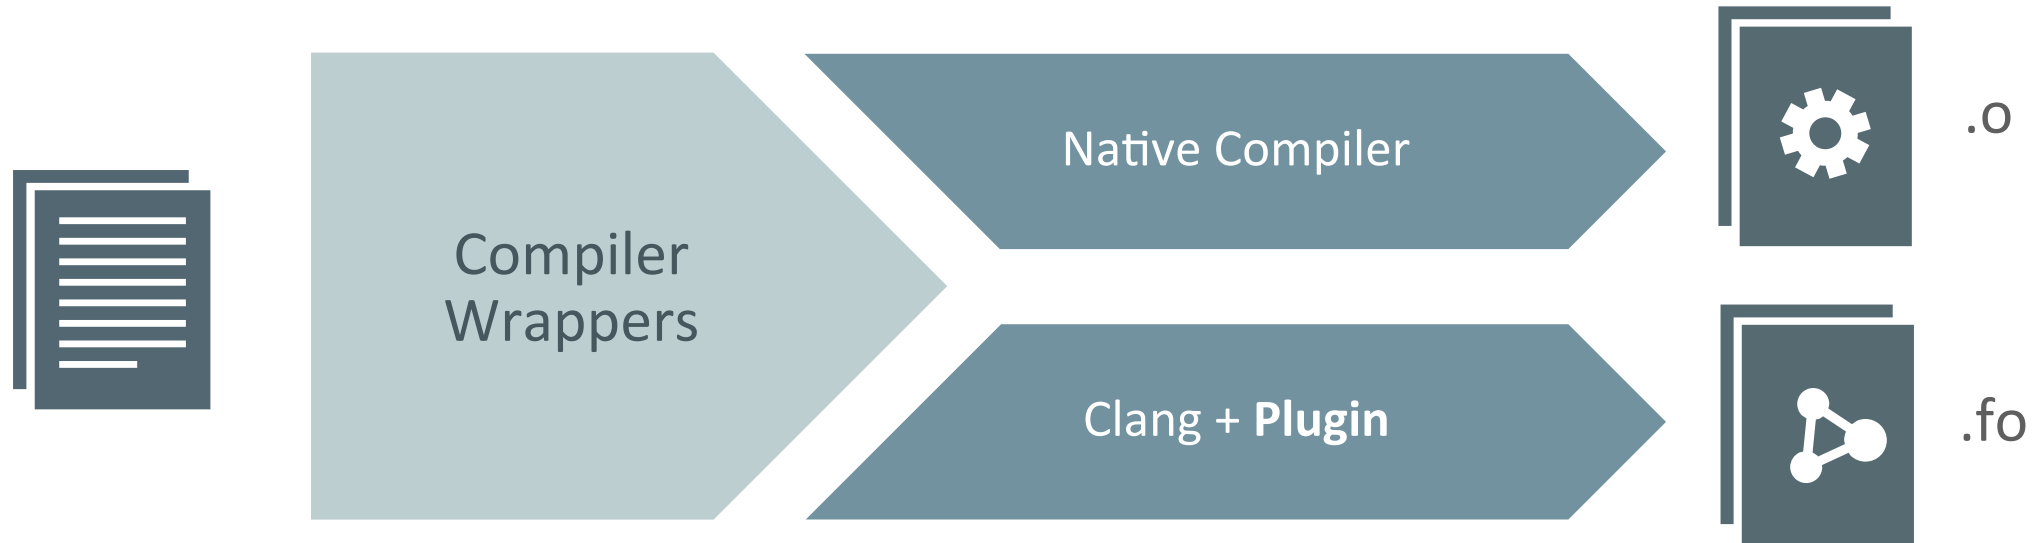 Compiler
Wrappers
Native Compiler
.o
Clang + Plugin
.fo